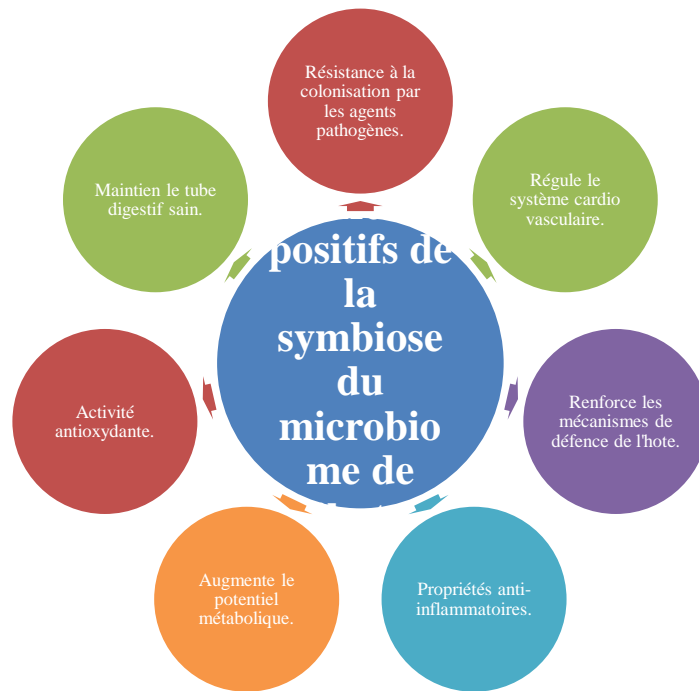 Résistance à la
colonisation par
les agents
pathogènes.
Régule le
système cardio
vasculaire.
Renforce les
mécanismes de
défence de l'hote.
Propriétés anti-
inflammatoires.
Augmente le
potentiel
métabolique.
Activité
antioxydante.
Maintien le tube
digestif sain.
positifs de
la
symbiose
du
microbio
me de